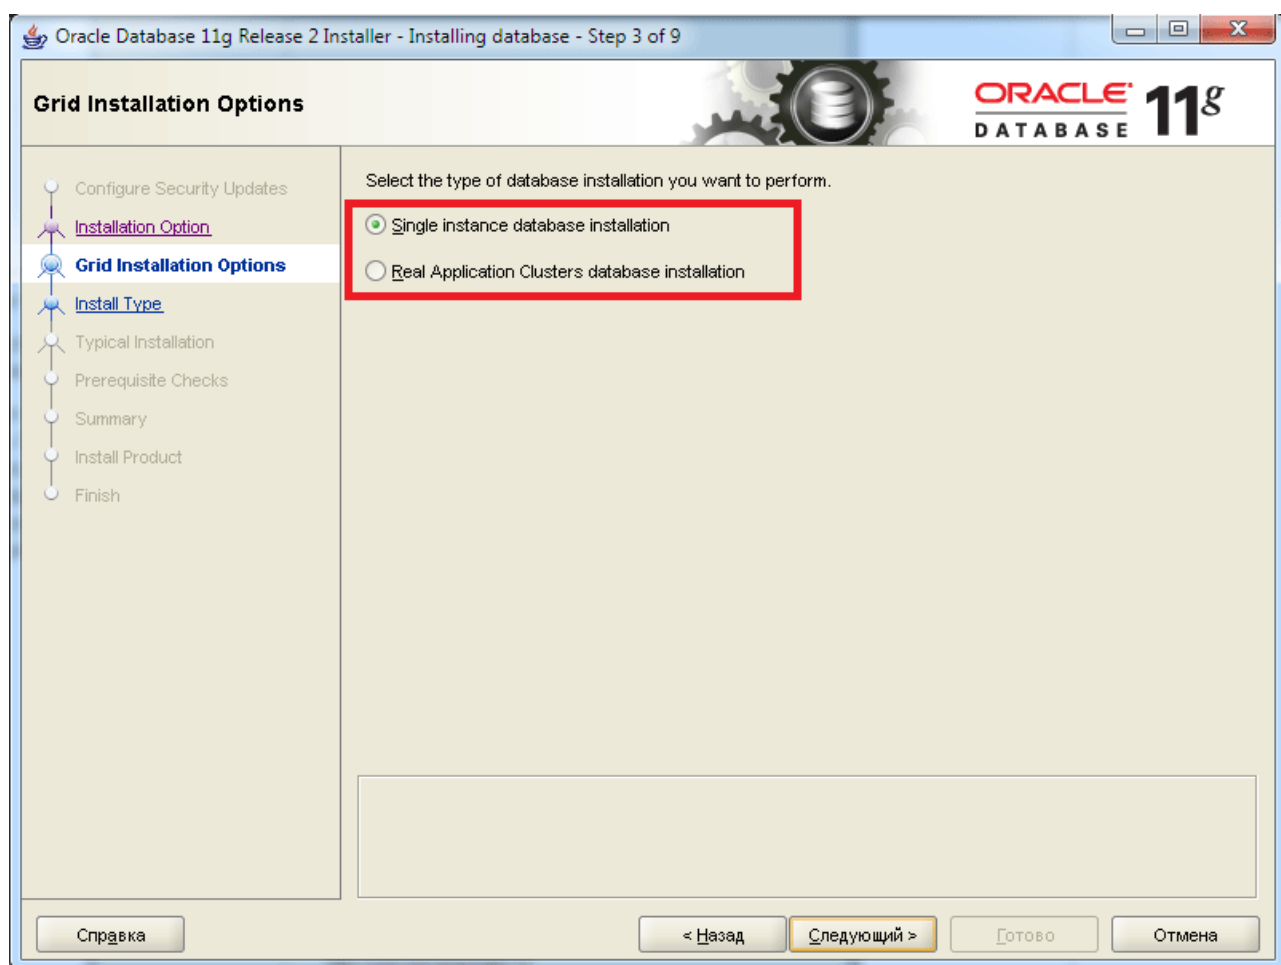 Oracle Database 11g Release 2 Installer - Installing database - Step 3 of 9
Grid Installation Options
ORACLE
DATABASE
11g
Configure Security Updates
Installation Option
Grid Installation Options
Install Type
Typical Installation
Prerequisite Checks
Summary
Install Product
Finish
Select the type of database installation you want to perform.
Single instance database installation
Real Application Clusters database installation
Справка
< Назад
Следующий >
Готово
Отмена